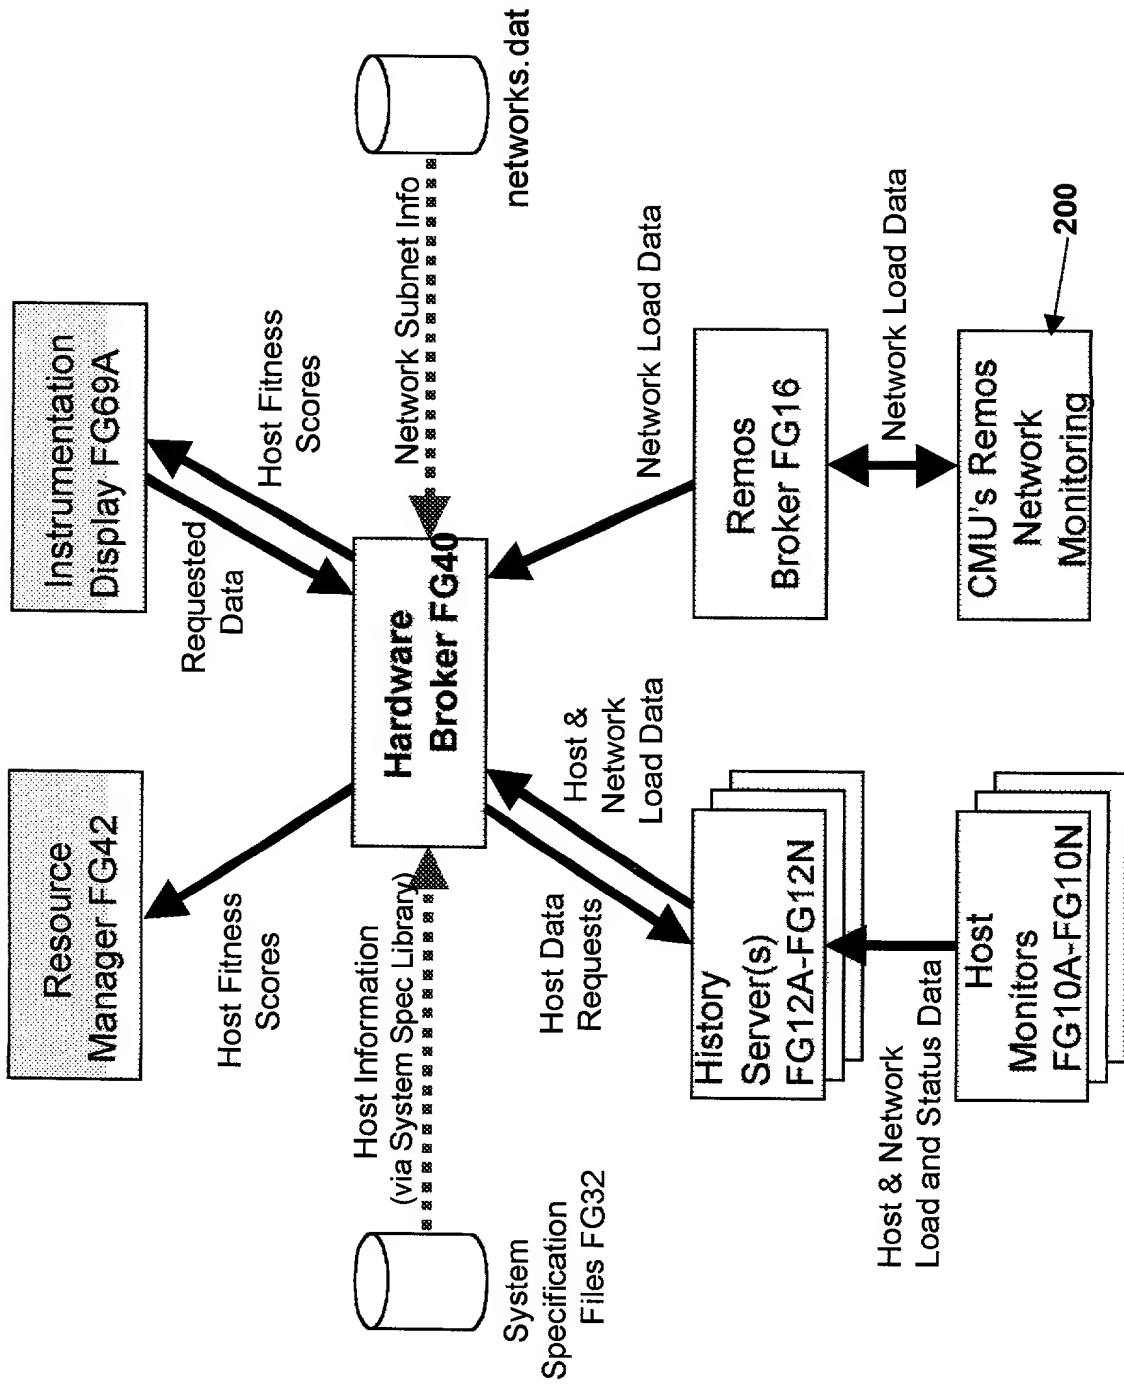 Resource
Manager FG42
Instrumentation
Display FG69A
Host Fitness
Scores
Requested
Data
Host Fitness
Scores
Host Information
(via System Spec Library)
Network Subnet Info
System
Specification
Files FG32
Hardware
Broker FG40
networks.dat
Host Data
Requests
Host &
Network
Load Data
Network Load Data
History
Server(s)
FG12A-FG12N
Remos
Broker FG16
Host & Network
Load and Status Data
Network Load Data
Host
Monitors
FG10A-FG10N
CMU's Remos
Network
Monitoring
200